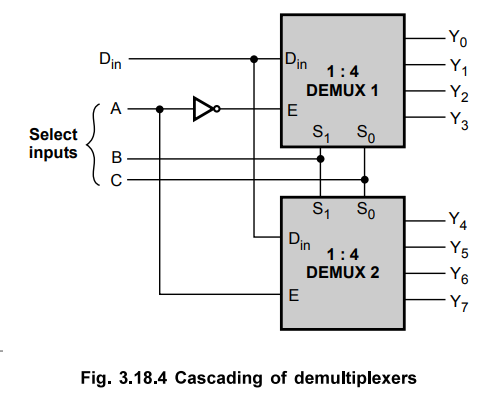 Din
A
Select
inputs
B
C
Din
1 : 4
DEMUX 1
E
S1 S0
Y0
Y1
Y2
Y3
S1 S0
Din
1 : 4
DEMUX 2
E
Y4
Y5
Y6
Y7
Fig. 3.18.4 Cascading of demultiplexers